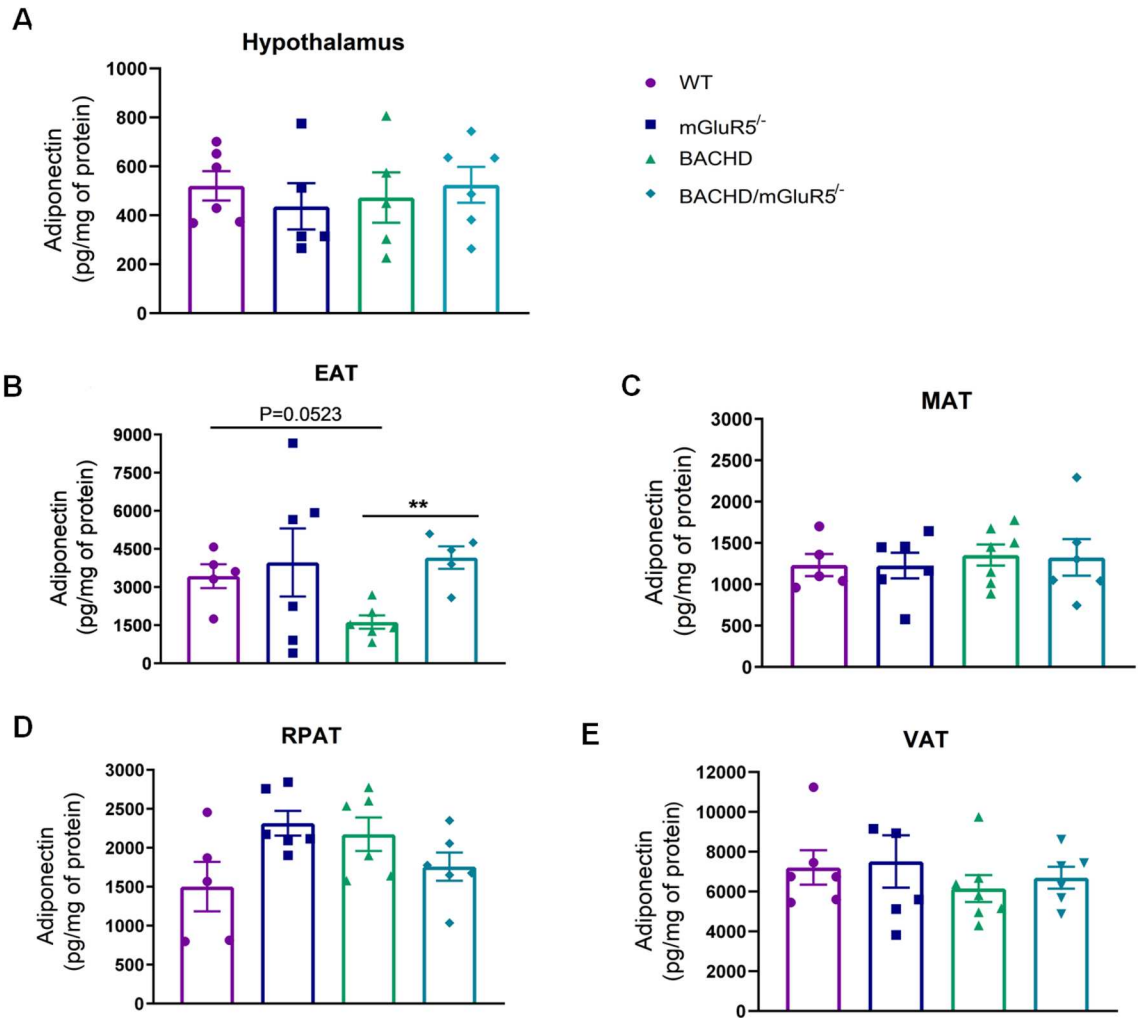 A
Hypothalamus
Adiponectin
(pg/mg of protein)
1000
800
600
400
200
0
WT
mGluR5/-
BACHD
BACHD/mGluR5/-
B
EAT
P=0.0523
**
Adiponectin
(pg/mg of protein)
9000
7500
6000
4500
3000
1500
0
C
MAT
Adiponectin
(pg/mg of protein)
3000
2500
2000
1500
1000
500
0
D
RPAT
Adiponectin
(pg/mg of protein)
3000
2500
2000
1500
1000
500
0
E
VAT
Adiponectin
(pg/mg of protein)
12000
10000
8000
6000
4000
2000
0